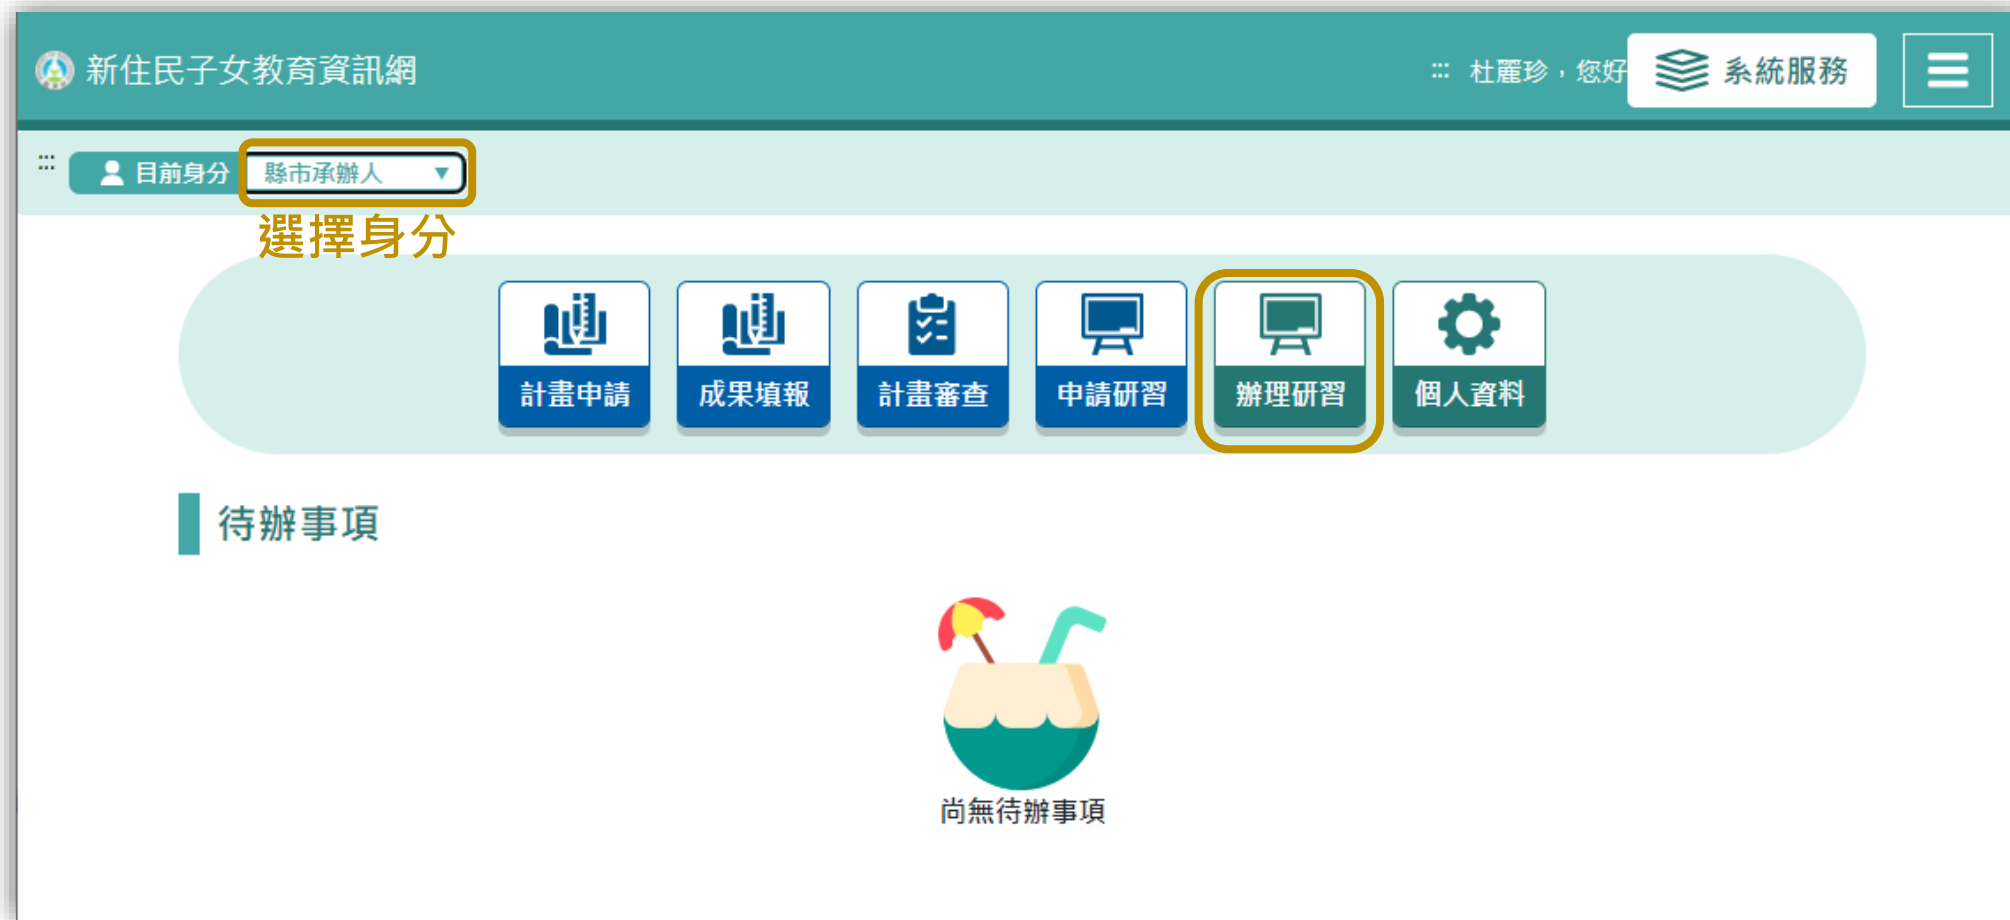 新住民子女教育資訊網
::: 杜麗珍，您好 系統服務
::: 目前身分 縣市承辦人
選擇身分
計畫申請 成果填報 計畫審查 申請研習 辦理研習 個人資料
待辦事項
尚無待辦事項